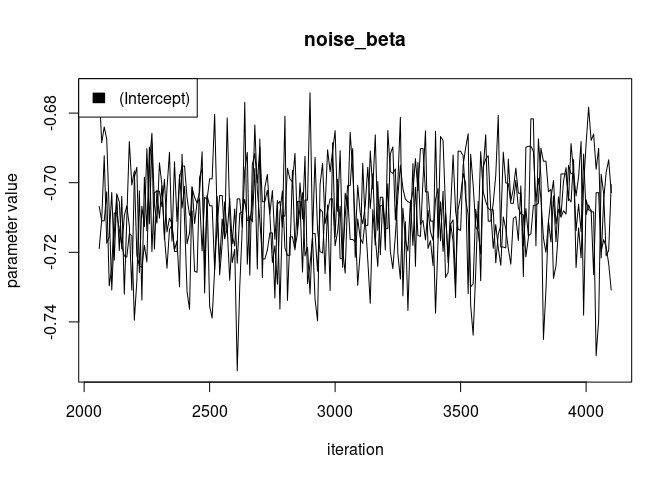 noise_beta
(Intercept)
parameter value
-0.68
-0.70
-0.72
-0.74
2000
2500
3000
3500
4000
iteration